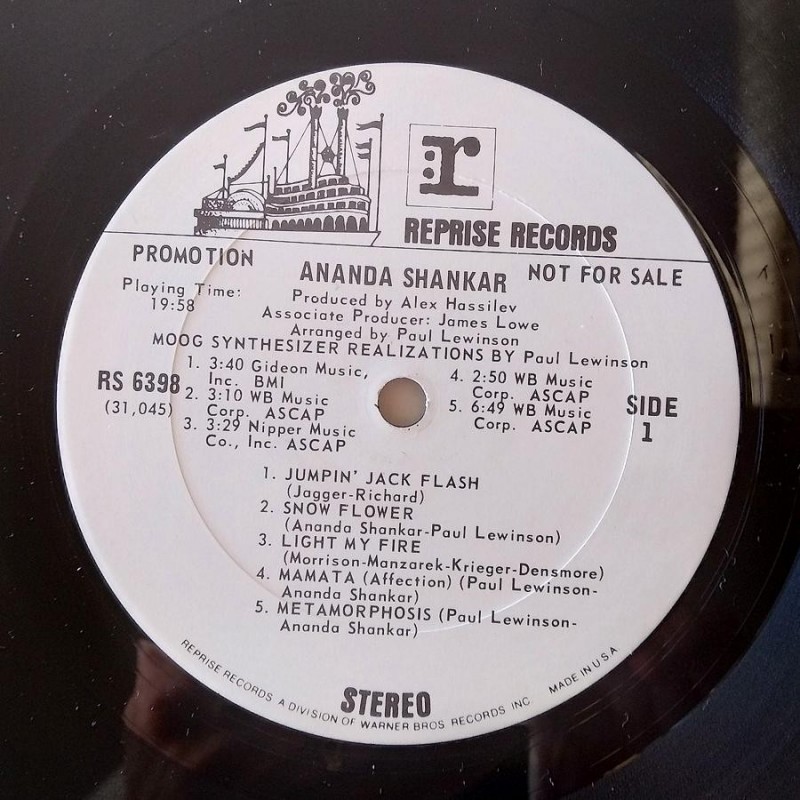 :r
REPRISE RECORDS
PROMOTION
NOT FOR SALE
ANANDA SHANKAR
Playing Time:
19:58
Produced by Alex Hassilev
Associate Producer: James Lowe
Arranged by Paul Lewinson
MOOG SYNTHESIZER REALIZATIONS BY Paul Lewinson
RS 6398
(31,045)
1. 3:40 Gideon Music,
Inc. BMI
2. 3:10 WB Music
Corp. ASCAP
3. 3:29 Nipper Music
Co., Inc. ASCAP
4. 2:50 WB Music
Corp. ASCAP
5. 6:49 WB Music
Corp. ASCAP
SIDE
1
1. JUMPIN' JACK FLASH
(Jagger-Richard)
2. SNOW FLOWER
(Ananda Shankar-Paul Lewinson)
3. LIGHT MY FIRE
(Morrison-Manzarek-Krieger-Densmore)
4. MAMATA (Affection) (Paul Lewinson-
Ananda Shankar)
5. METAMORPHOSIS (Paul Lewinson-
Ananda Shankar)
STEREO
REPRISE RECORDS A DIVISION OF WARNER BROS. RECORDS INC. MADE IN U.S.A.